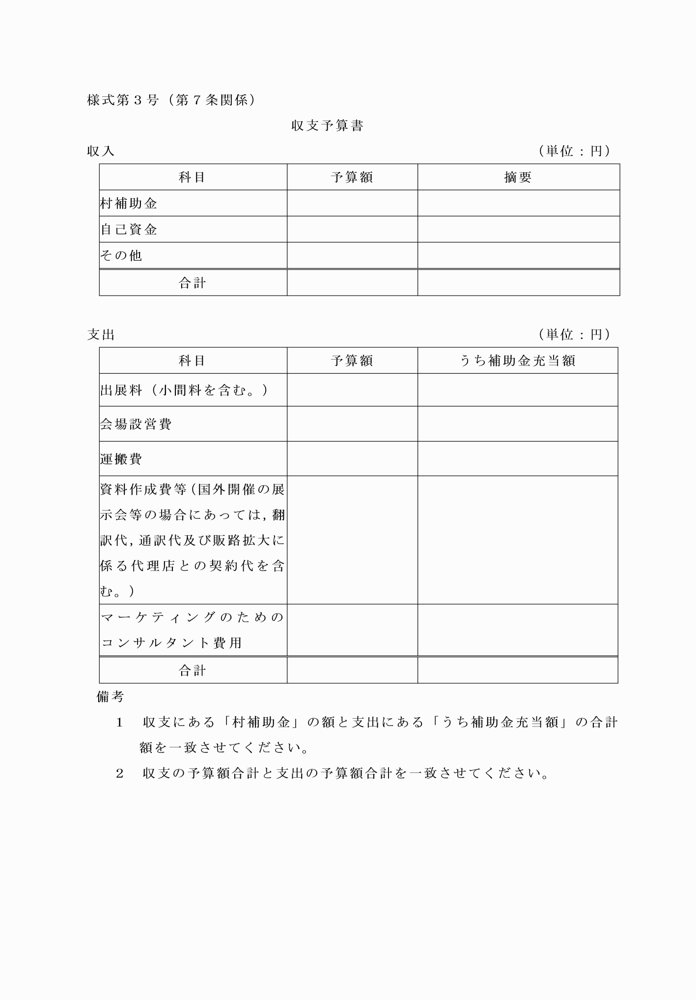 様式第３号（第７条関係）
収支予算書
収入　（単位：円）
科目　予算額　摘要
村補助金
自己資金
その他
合計
支出　（単位：円）
科目　予算額　うち補助金充当額
出展料（小間料を含む。）
会場設営費
運搬費
資料作成費等（国外開催の展
示会等の場合にあっては，翻
訳代，通訳代及び販路拡大に
係る代理店との契約代を含
む。）
マーケティングのための
コンサルタント費用
合計
備考
１　収支にある「村補助金」の額と支出にある「うち補助金充当額」の合計
額を一致させてください。
２　収支の予算額合計と支出の予算額合計を一致させてください。